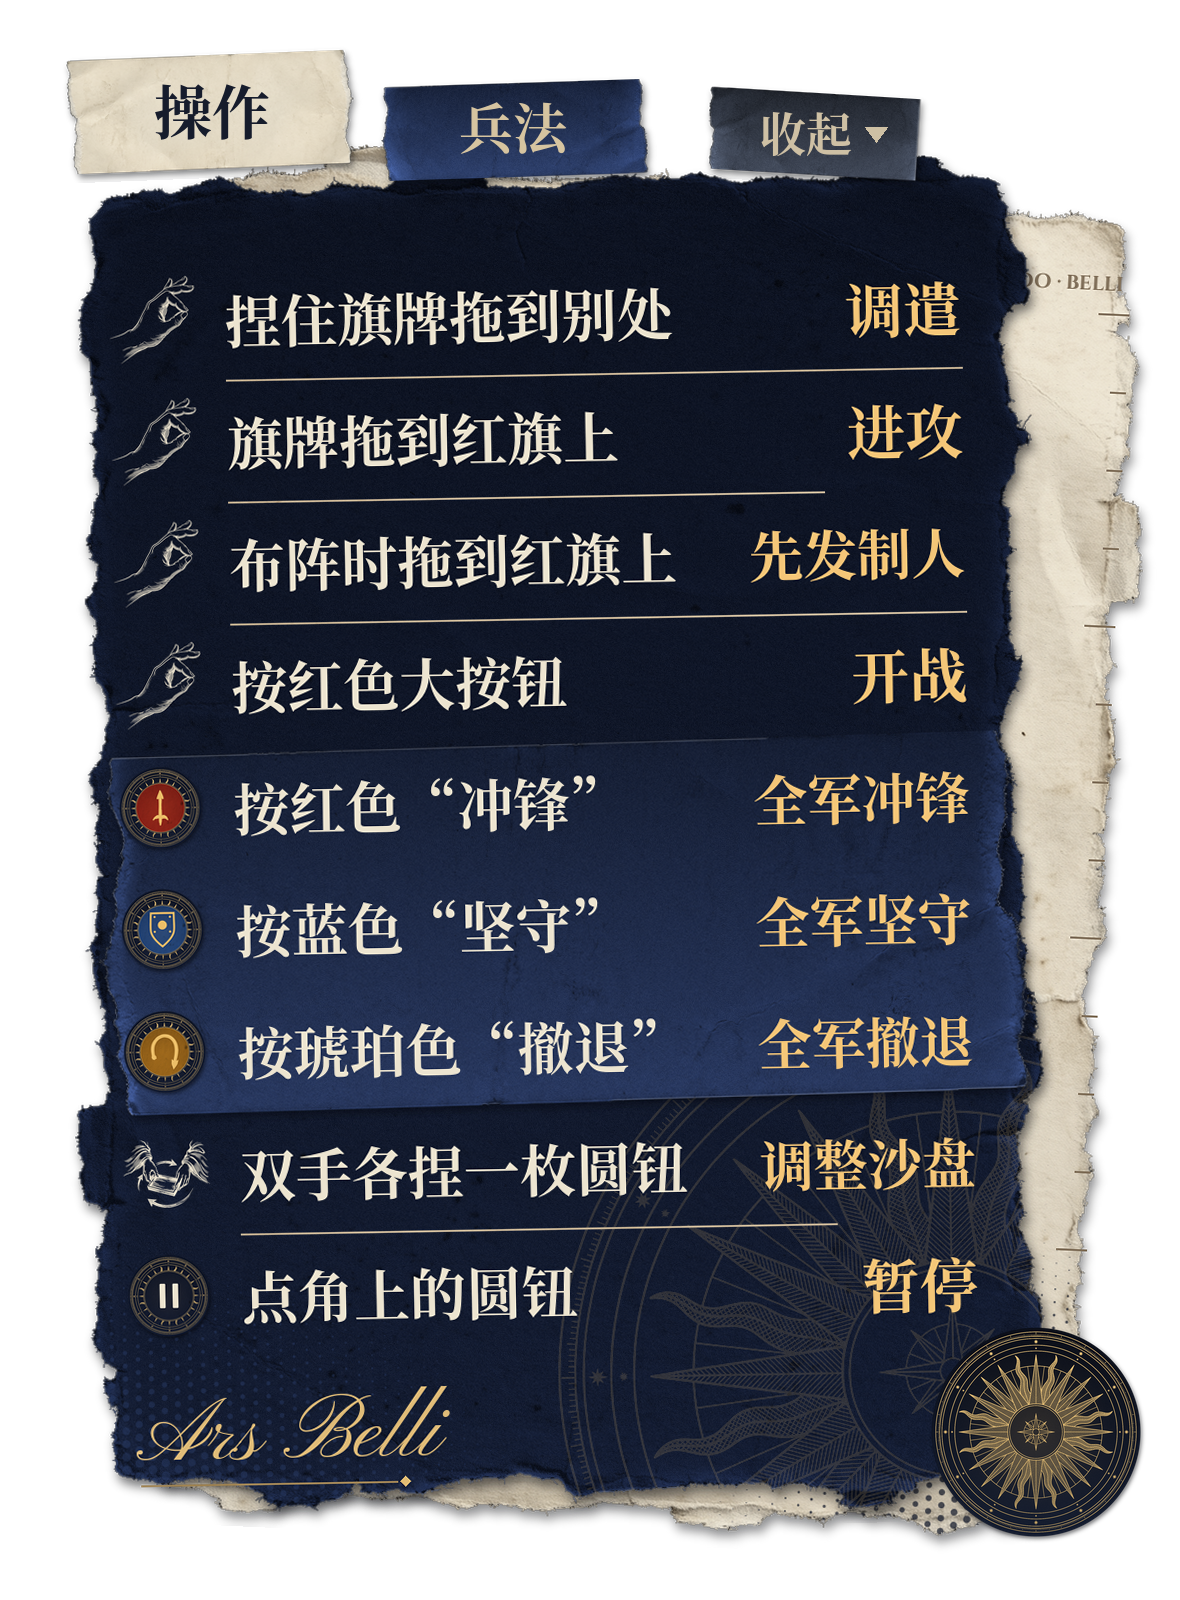 操作
兵法
收起
DO · BELLI
捏住旗牌拖到别处 调遣
旗牌拖到红旗上 进攻
布阵时拖到红旗上 先发制人
按红色大按钮 开战
按红色“冲锋” 全军冲锋
按蓝色“坚守” 全军坚守
按琥珀色“撤退” 全军撤退
双手各捏一枚圆钮 调整沙盘
点角上的圆钮 暂停
Ars Belli